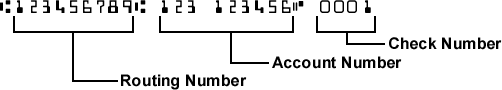 ⑆123456789⑆ 123 123456⑈ 0001
Check Number
Account Number
Routing Number